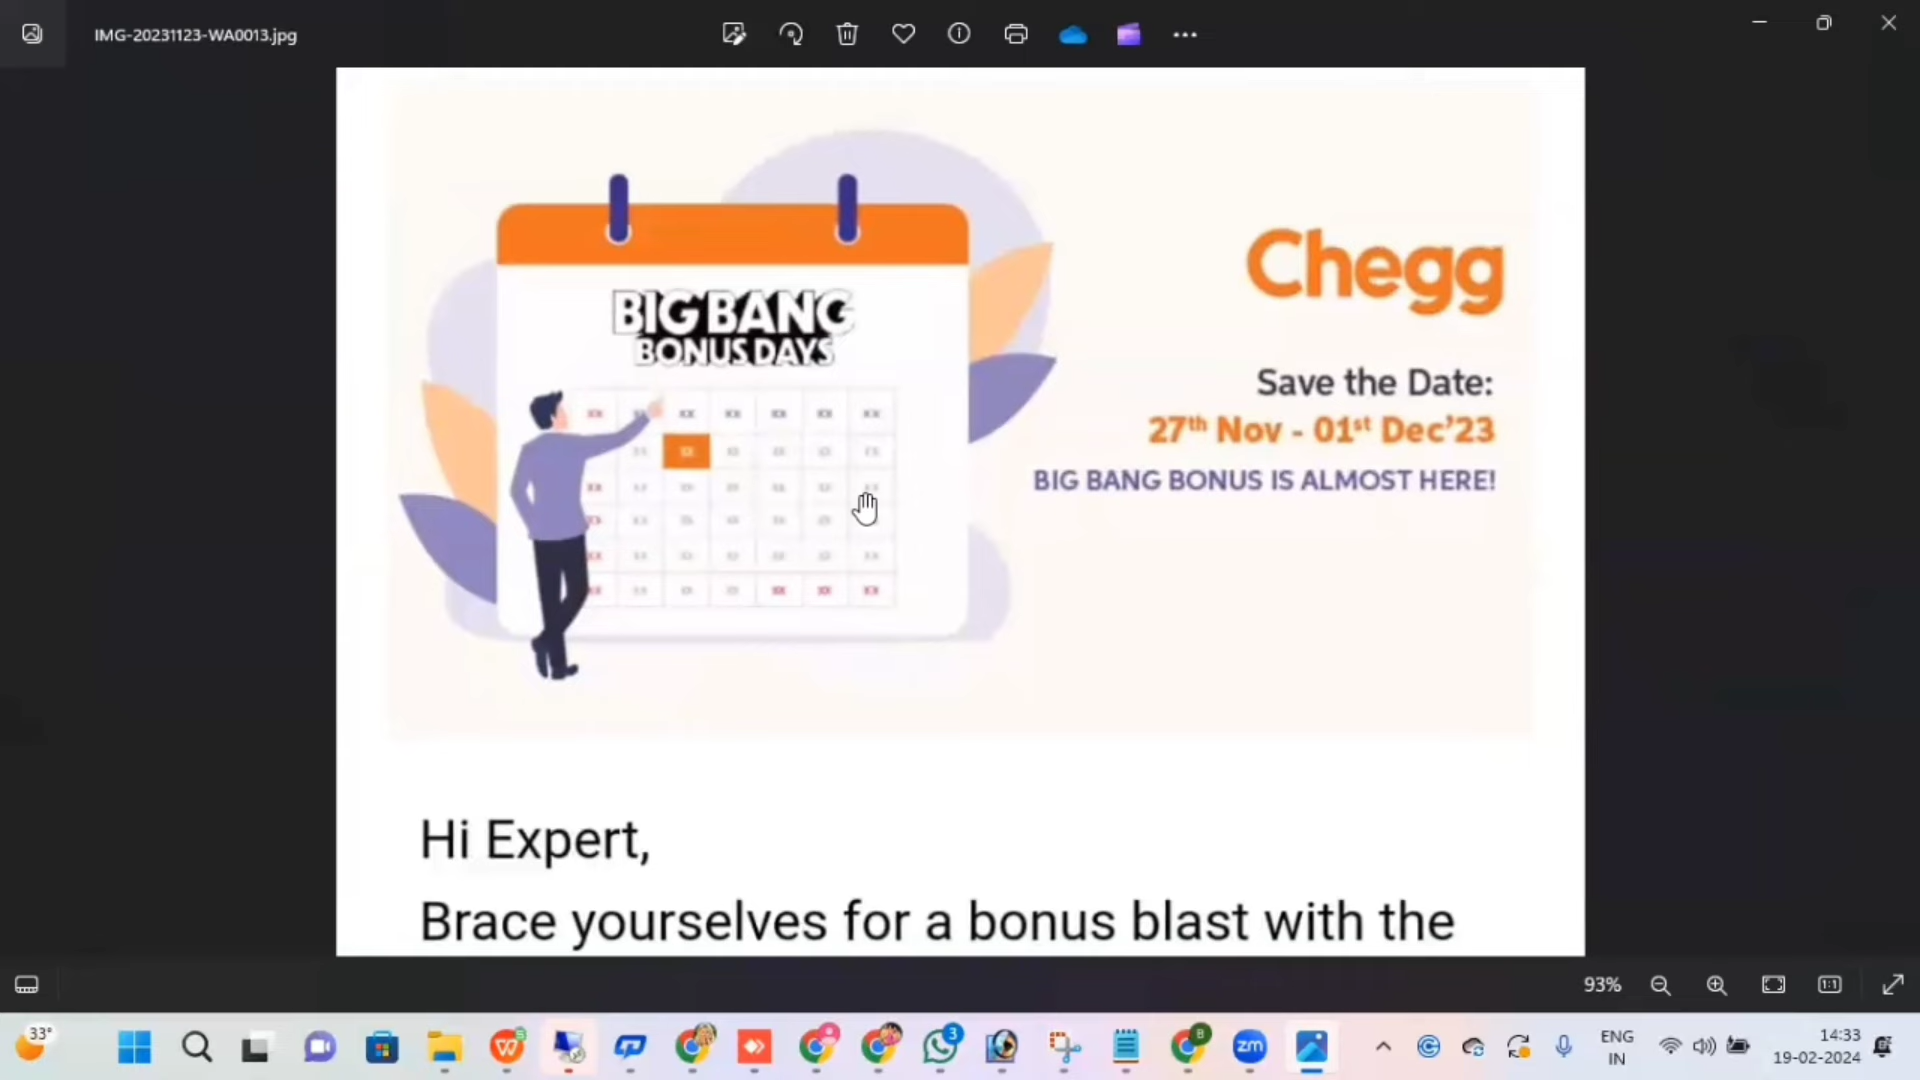 IMG-20231123-WA0013.jpg
Chegg
BIG BANG
BONUS DAYS
Save the Date:
27th Nov - 01st Dec'23
BIG BANG BONUS IS ALMOST HERE!
Hi Expert,
Brace yourselves for a bonus blast with the
93%
33°
ENG
IN
14:33
19-02-2024